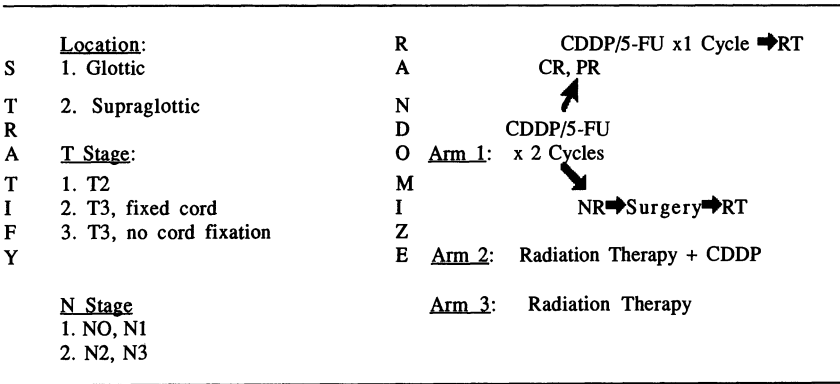 S
T
R
A
T
I
F
Y
Location:
1. Glottic
2. Supraglottic
T Stage:
1. T2
2. T3, fixed cord
3. T3, no cord fixation
N Stage
1. NO, N1
2. N2, N3
R
A
N
D
O
M
I
Z
E
CDDP/5-FU x1 Cycle ➡RT
CR, PR
CDDP/5-FU
Arm 1: x 2 Cycles
NR➡Surgery➡RT
Arm 2: Radiation Therapy + CDDP
Arm 3: Radiation Therapy